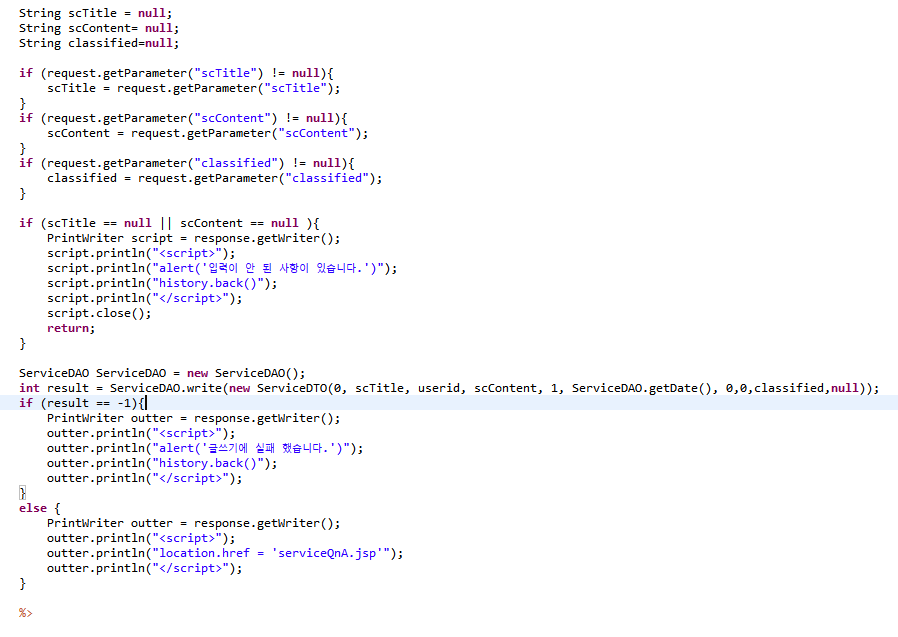 String scTitle = null;
String scContent= null;
String classified=null;
if (request.getParameter("scTitle") != null){
scTitle = request.getParameter("scTitle");
}
if (request.getParameter("scContent") != null){
scContent = request.getParameter("scContent");
}
if (request.getParameter("classified") != null){
classified = request.getParameter("classified");
}
if (scTitle == null || scContent == null ){
PrintWriter script = response.getWriter();
script.println("<script>");
script.println("alert('입력이 안 된 사항이 있습니다.')");
script.println("history.back()");
script.println("</script>");
script.close();
return;
}
ServiceDAO ServiceDAO = new ServiceDAO();
int result = ServiceDAO.write(new ServiceDTO(0, scTitle, userid, scContent, 1, ServiceDAO.getDate(), 0,0,classified,null));
if (result == -1){
PrintWriter outter = response.getWriter();
outter.println("<script>");
outter.println("alert('글쓰기에 실패 했습니다.')");
outter.println("history.back()");
outter.println("</script>");
}
else {
PrintWriter outter = response.getWriter();
outter.println("<script>");
outter.println("location.href = 'serviceQnA.jsp'");
outter.println("</script>");
}
%>